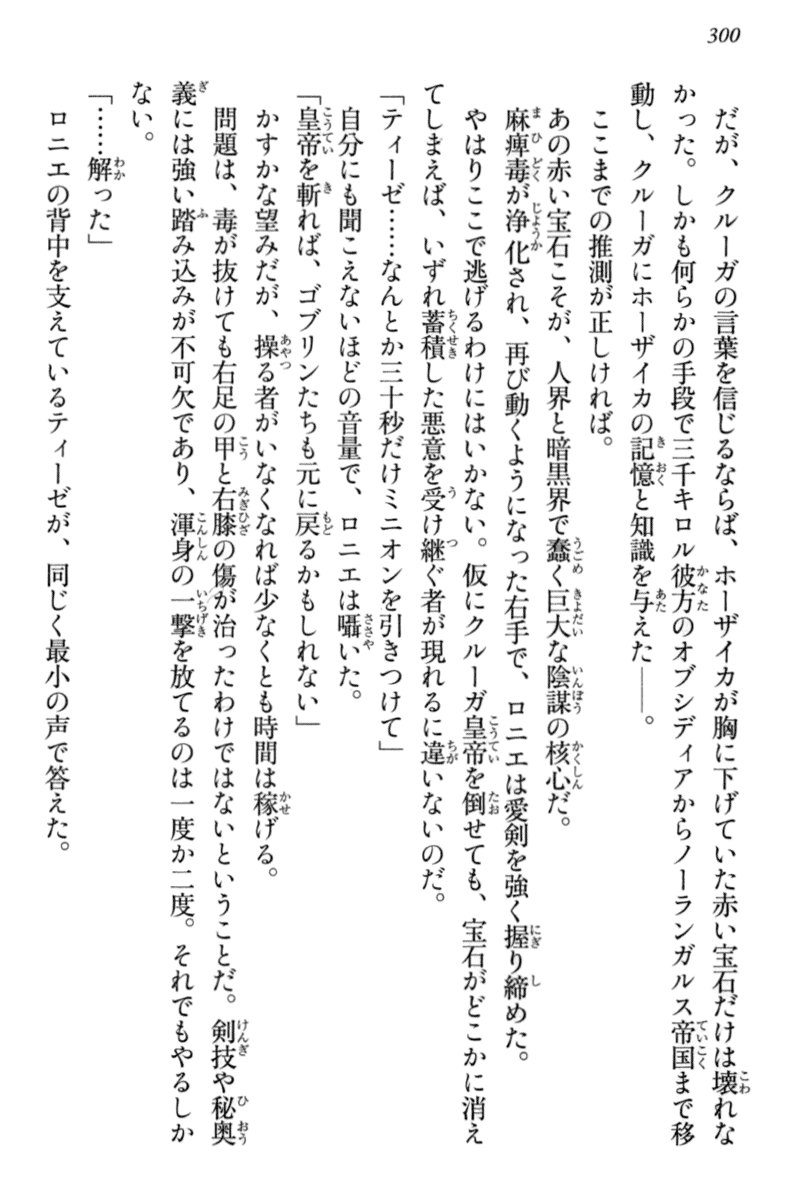 300
だが、クルーガの言葉を信じるならば、ホーザイカが胸に下げていた赤い宝石だけは壊れな
かった。しかも何らかの手段で三千キロル彼方のオブシディアからノーランガルス帝国まで移
動し、クルーガにホーザイカの記憶と知識を与えた――。
ここまでの推測が正しければ。
あの赤い宝石こそが、人界と暗黒界で蠢く巨大な陰謀の核心だ。
麻痺毒が浄化され、再び動くようになった右手で、ロニエは愛剣を強く握り締めた。
やはりここで逃げるわけにはいかない。仮にクルーガ皇帝を倒せても、宝石がどこかに消え
てしまえば、いずれ蓄積した悪意を受け継ぐ者が現れるに違いないのだ。
「ティーゼ……なんとか三十秒だけミニオンを引きつけて」
自分にも聞こえないほどの音量で、ロニエは囁いた。
「皇帝を斬れば、ゴブリンたちも元に戻るかもしれない」
かすかな望みだが、操る者がいなくなれば少なくとも時間は稼げる。
問題は、毒が抜けても右足の甲と右膝の傷が治ったわけではないということだ。剣技や秘奥
義には強い踏み込みが不可欠であり、渾身の一撃を放てるのは一度か二度。それでもやるしか
ない。
「……解った」
ロニエの背中を支えているティーゼが、同じく最小の声で答えた。